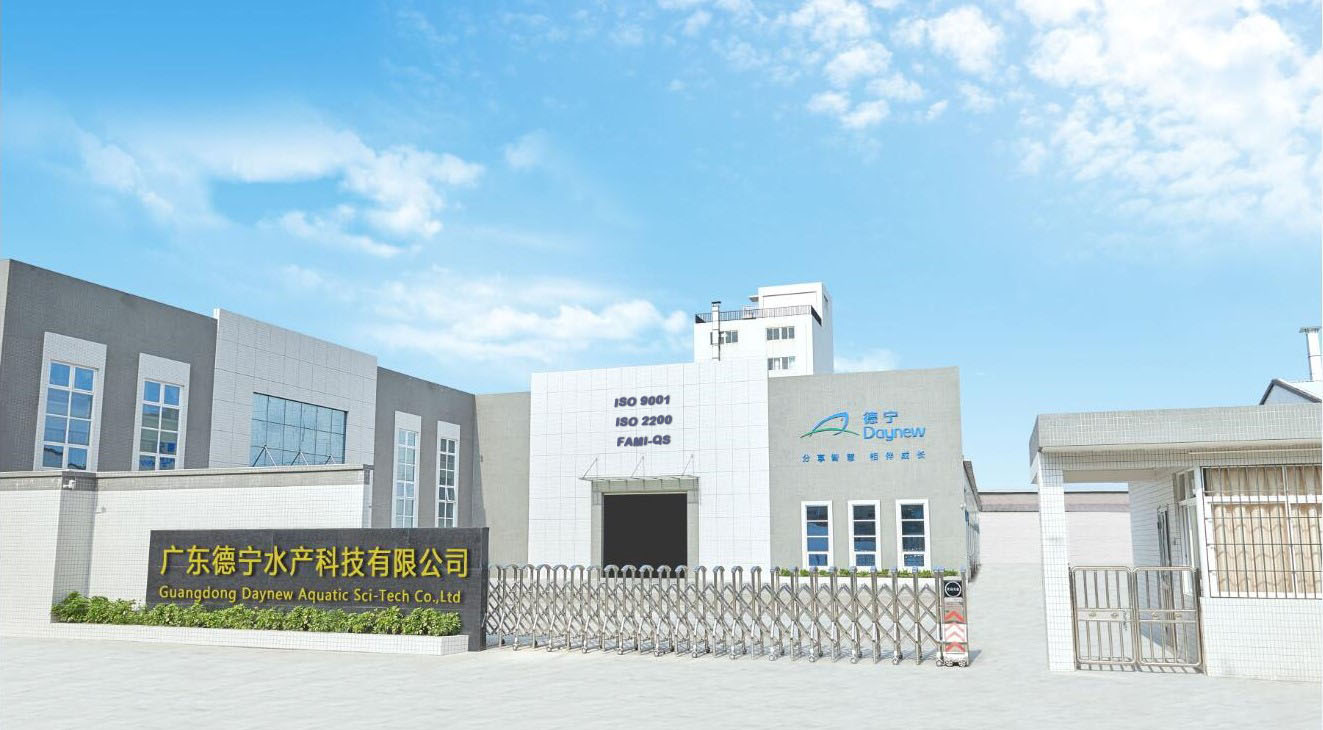 ISO 9001
ISO 2200
FAMI-QS
德宁
Daynew
分享智慧 相伴成长
广东德宁水产科技有限公司
Guangdong Daynew Aquatic Sci-Tech Co.,Ltd